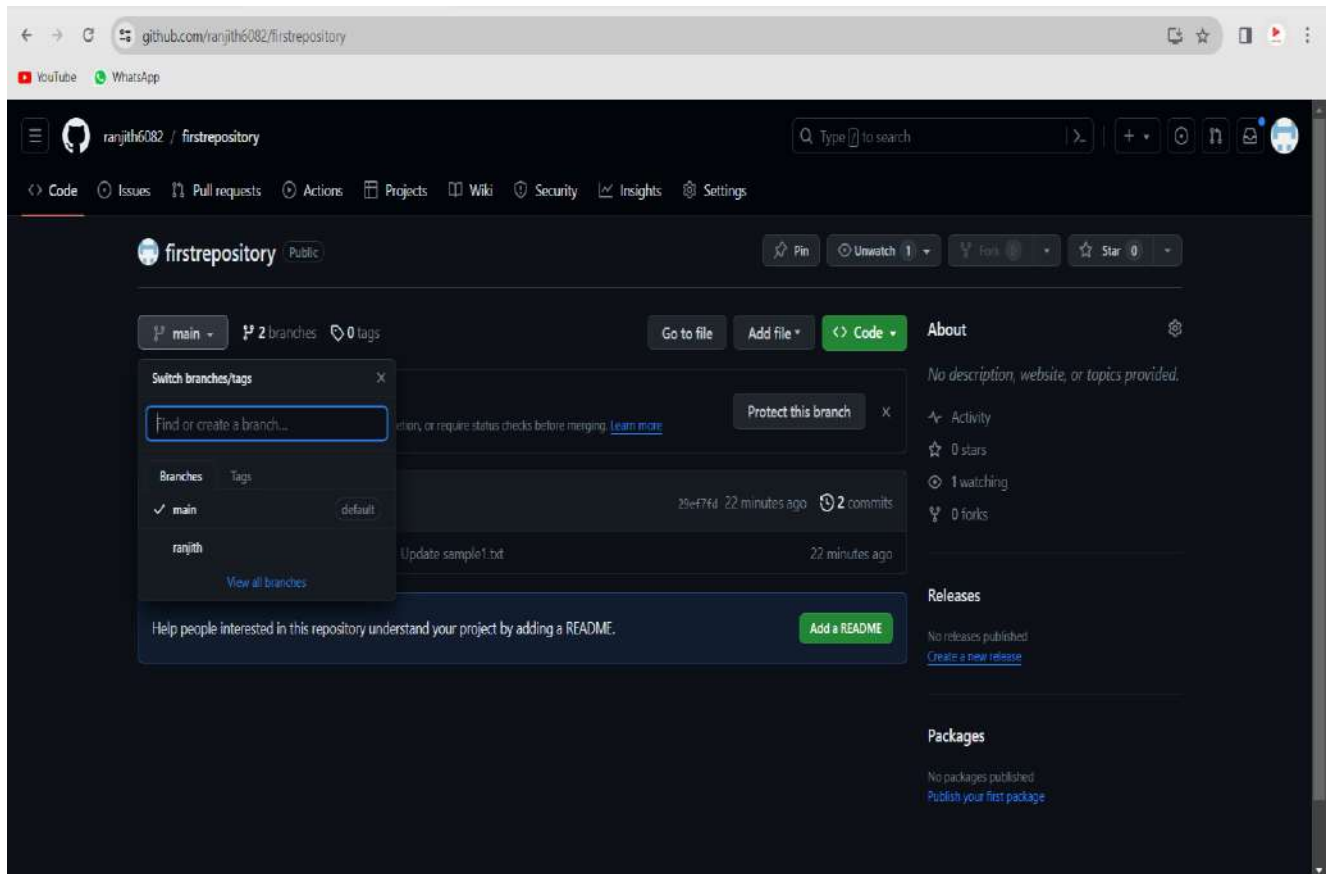 github.com/ranjith6082/firstrepository
YouTube WhatsApp
ranjith6082 / firstrepository
Type / to search
Code Issues Pull requests Actions Projects Wiki Security Insights Settings
firstrepository Public
Pin Unwatch 1 Fork Star 0
main 2 branches 0 tags
Go to file Add file Code
Switch branches/tags
Find or create a branch...
Protect this branch
or require status checks before merging. Learn more
Branches Tags
main default
ranjith
View all branches
29ef7fd 22 minutes ago 2 commits
Update sample1.txt 22 minutes ago
Help people interested in this repository understand your project by adding a README.
Add a README
About
No description, website, or topics provided.
Activity
0 stars
1 watching
0 forks
Releases
No releases published
Create a new release
Packages
No packages published
Publish your first package